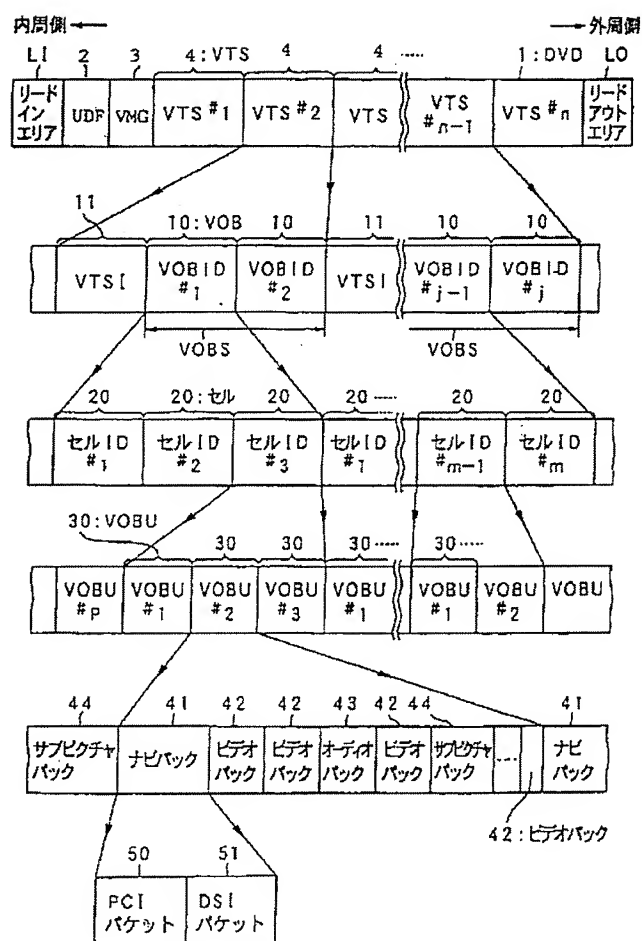 内周側 ← → 外周側
LI 2 3 4:VTS 4 4 ····· 1:DVD LO
リードインエリア UDF VMG VTS #1 VTS #2 VTS VTS #n-1 VTS #n リードアウトエリア
11 10:VOB 10 11 10 10
VTSI VOBID #1 VOBID #2 VTSI VOBID #j-1 VOBID #j
VOBS VOBS
20 20:セル 20 20 ····· 20 20
セルID #1 セルID #2 セルID #3 セルID #1 セルID #m-1 セルID #m
30:VOBU 30 30 30 ····· 30 ·····
VOBU #P VOBU #1 VOBU #2 VOBU #3 VOBU #1 VOBU #1 VOBU #2 VOBU
44 41 42 42 43 42 44 41
サブピクチャパック ナビパック ビデオパック ビデオパック オーディオパック ビデオパック サブピクチャパック ····· ナビパック
42:ビデオパック
50 51
PCIパケット DSIパケット